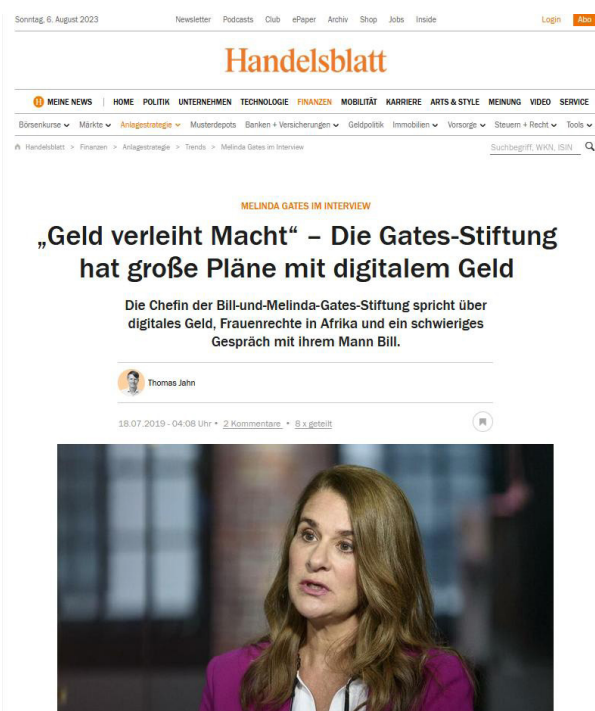 Sonntag, 6. August 2023 Newsletter Podcasts Club ePaper Archiv Shop Jobs Inside Login Abo
Handelsblatt
MEINE NEWS | HOME POLITIK UNTERNEHMEN TECHNOLOGIE FINANZEN MOBILITÄT KARRIERE ARTS & STYLE MEINUNG VIDEO SERVICE
Börsenkurse Märkte Anlagestrategie Musterdepots Banken + Versicherungen Geldpolitik Immobilien Vorsorge Steuern + Recht Tools
Handelsblatt > Finanzen > Anlagestrategie > Trends > Melinda Gates im Interview Suchbegriff, WKN, ISIN
MELINDA GATES IM INTERVIEW
„Geld verleiht Macht“ – Die Gates-Stiftung
hat große Pläne mit digitalem Geld
Die Chefin der Bill-und-Melinda-Gates-Stiftung spricht über
digitales Geld, Frauenrechte in Afrika und ein schwieriges
Gespräch mit ihrem Mann Bill.
Thomas Jahn
18.07.2019 - 04:08 Uhr • 2 Kommentare • 8 x geteilt